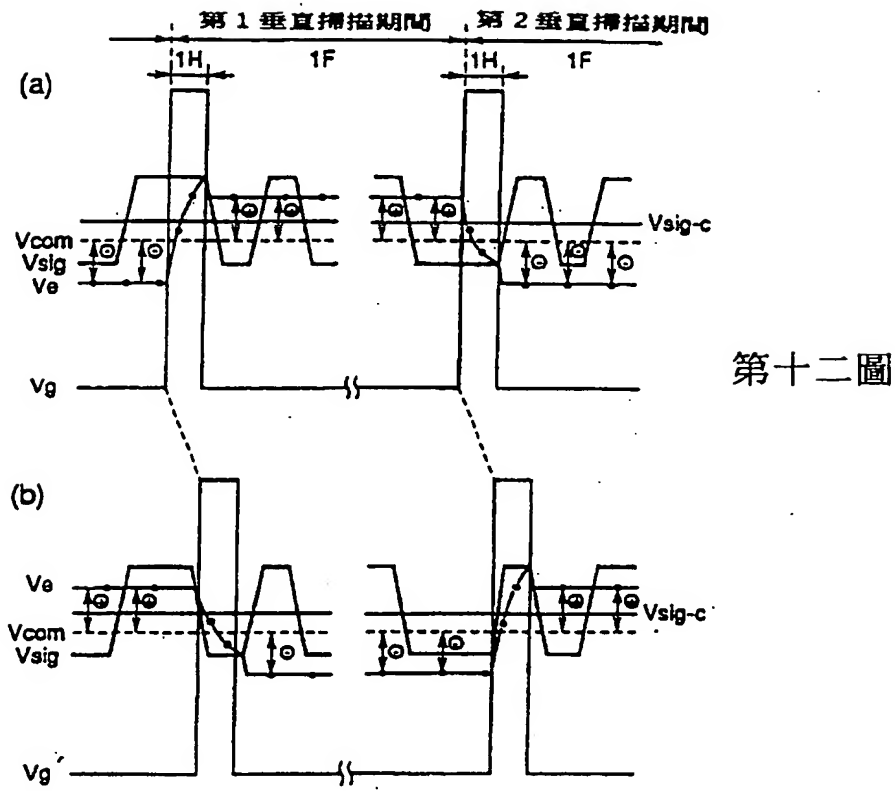 第1垂直掃描期間 第2垂直掃描期間
1H 1F 1H 1F
(a)
Vsig-c
Vcom
⊖ ⊖ ⊕ ⊕ ⊕ ⊕ ⊖ ⊖ ⊖
Vsig
Ve
Vg
第十二圖
(b)
Ve
⊕ ⊕ ⊕ ⊕
Vsig-c
Vcom
Vsig
⊖ ⊖ ⊖
Vg'